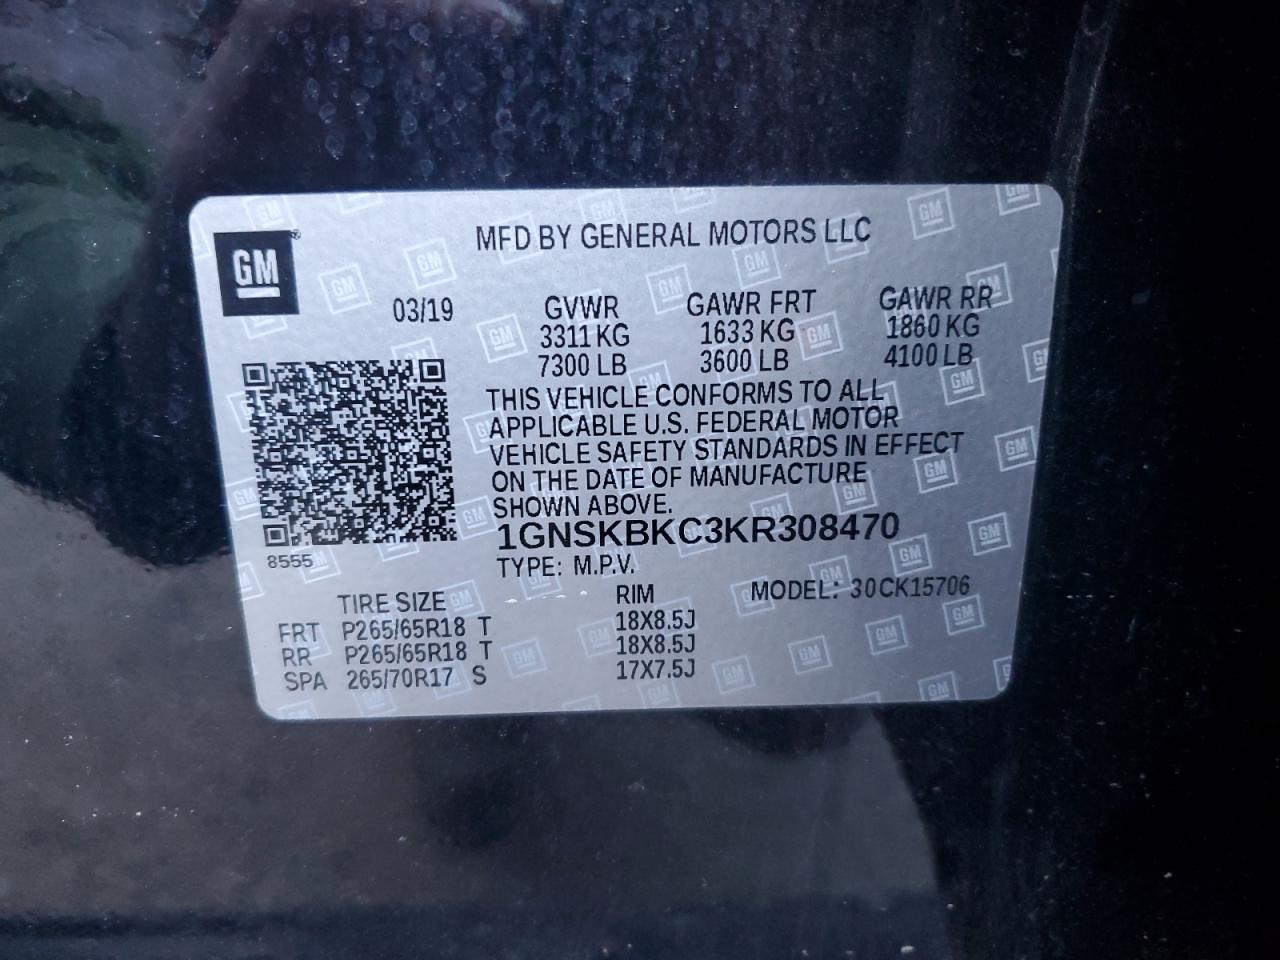 MFD BY GENERAL MOTORS LLC
GM®
03/19 GVWR GAWR FRT GAWR RR
3311 KG 1633 KG 1860 KG
7300 LB 3600 LB 4100 LB
THIS VEHICLE CONFORMS TO ALL
APPLICABLE U.S. FEDERAL MOTOR
VEHICLE SAFETY STANDARDS IN EFFECT
ON THE DATE OF MANUFACTURE
SHOWN ABOVE.
1GNSKBKC3KR308470
8555
TYPE: M.P.V.
MODEL: 30CK15706
TIRE SIZE RIM
FRT P265/65R18 T 18X8.5J
RR P265/65R18 T 18X8.5J
SPA 265/70R17 S 17X7.5J